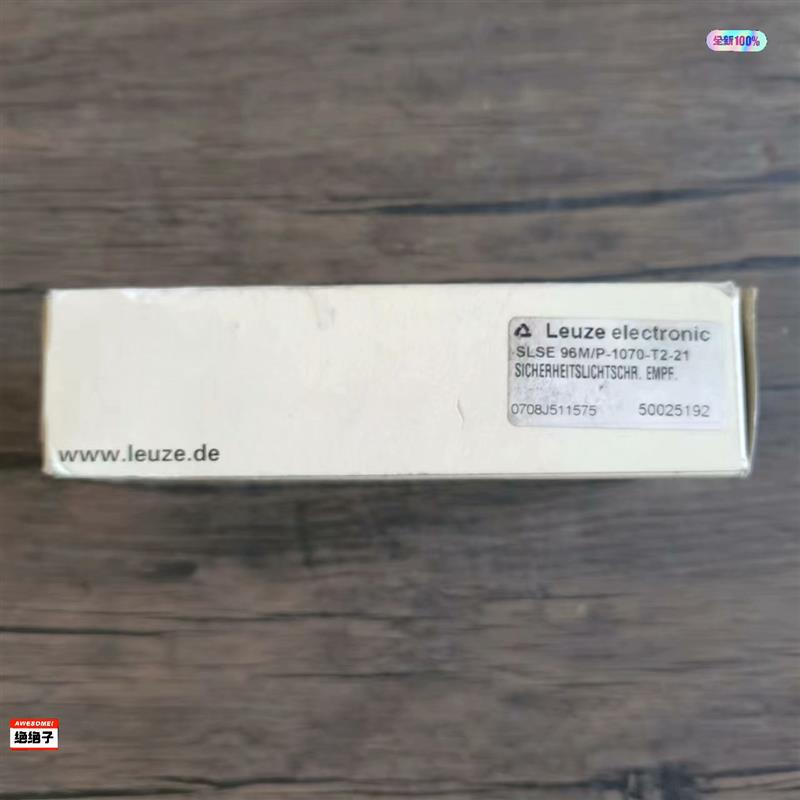 全新100%
Leuze electronic
SLSE 96M/P-1070-T2-21
SICHERHEITSLICHTSCHR. EMPF.
0708J511575 50025192
www.leuze.de
AWESOME!
绝绝子